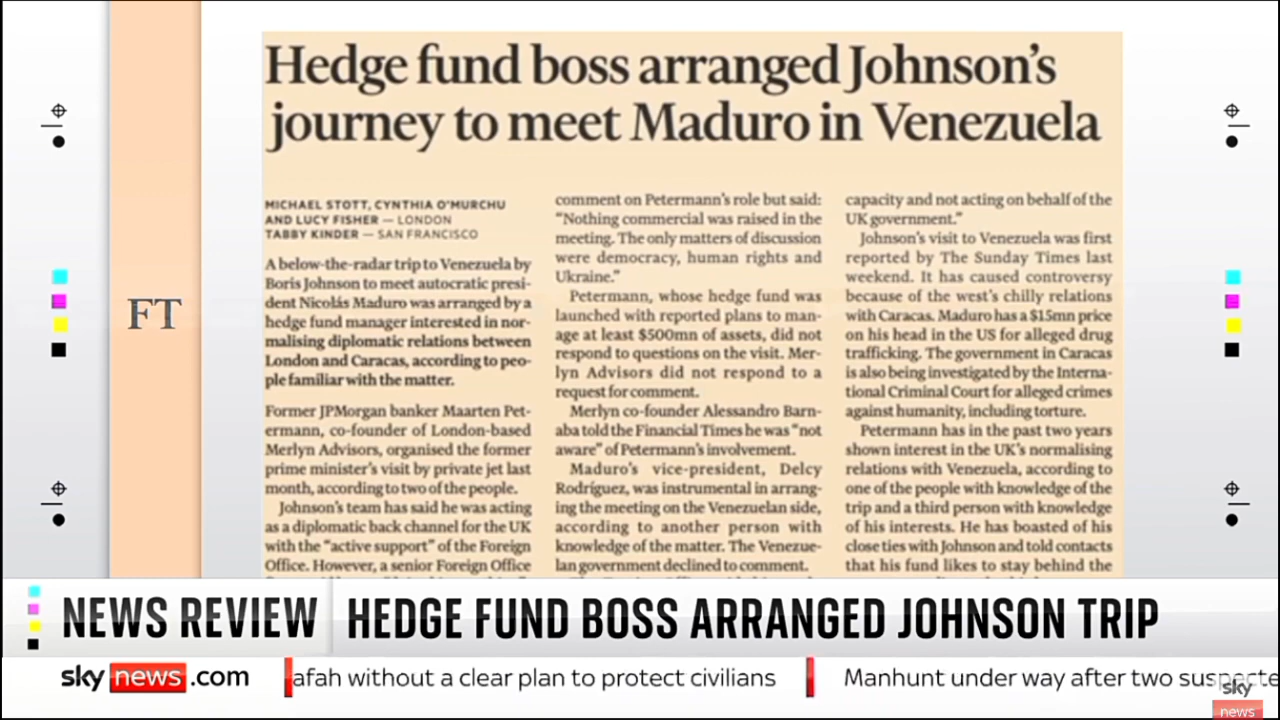 Hedge fund boss arranged Johnson's
journey to meet Maduro in Venezuela
MICHAEL STOTT, CYNTHIA O'MURCHU
AND LUCY FISHER — LONDON
TABBY KINDER — SAN FRANCISCO
A below-the-radar trip to Venezuela by
Boris Johnson to meet autocratic presi-
dent Nicolás Maduro was arranged by a
hedge fund manager interested in nor-
malising diplomatic relations between
London and Caracas, according to peo-
ple familiar with the matter.
Former JPMorgan banker Maarten Pet-
ermann, co-founder of London-based
Merlyn Advisors, organised the former
prime minister's visit by private jet last
month, according to two of the people.
Johnson's team has said he was acting
as a diplomatic back channel for the UK
with the "active support" of the Foreign
Office. However, a senior Foreign Office
comment on Petermann's role but said:
"Nothing commercial was raised in the
meeting. The only matters of discussion
were democracy, human rights and
Ukraine."
Petermann, whose hedge fund was
launched with reported plans to man-
age at least $500mn of assets, did not
respond to questions on the visit. Mer-
lyn Advisors did not respond to a
request for comment.
Merlyn co-founder Alessandro Barn-
aba told the Financial Times he was "not
aware" of Petermann's involvement.
Maduro's vice-president, Delcy
Rodríguez, was instrumental in arrang-
ing the meeting on the Venezuelan side,
according to another person with
knowledge of the matter. The Venezue-
lan government declined to comment.
capacity and not acting on behalf of the
UK government."
Johnson's visit to Venezuela was first
reported by The Sunday Times last
weekend. It has caused controversy
because of the west's chilly relations
with Caracas. Maduro has a $15mn price
on his head in the US for alleged drug
trafficking. The government in Caracas
is also being investigated by the Interna-
tional Criminal Court for alleged crimes
against humanity, including torture.
Petermann has in the past two years
shown interest in the UK's normalising
relations with Venezuela, according to
one of the people with knowledge of the
trip and a third person with knowledge
of his interests. He has boasted of his
close ties with Johnson and told contacts
that his fund likes to stay behind the
FT
NEWS REVIEW HEDGE FUND BOSS ARRANGED JOHNSON TRIP
sky news.com afah without a clear plan to protect civilians Manhunt under way after two suspecte
sky
news